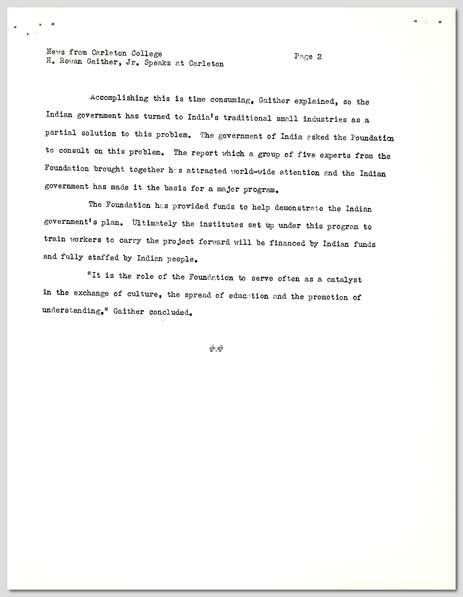 News from Carleton College Page 2
H. Rowan Gaither, Jr. Speaks at Carleton
Accomplishing this is time consuming, Gaither explained, so the
Indian government has turned to India's traditional small industries as a
partial solution to this problem. The government of India asked the Foundation
to consult on this problem. The report which a group of five experts from the
Foundation brought together has attracted world-wide attention and the Indian
government has made it the basis for a major program.
The Foundation has provided funds to help demonstrate the Indian
government's plan. Ultimately the institutes set up under this program to
train workers to carry the project forward will be financed by Indian funds
and fully staffed by Indian people.
"It is the role of the Foundation to serve often as a catalyst
in the exchange of culture, the spread of education and the promotion of
understanding," Gaither concluded.